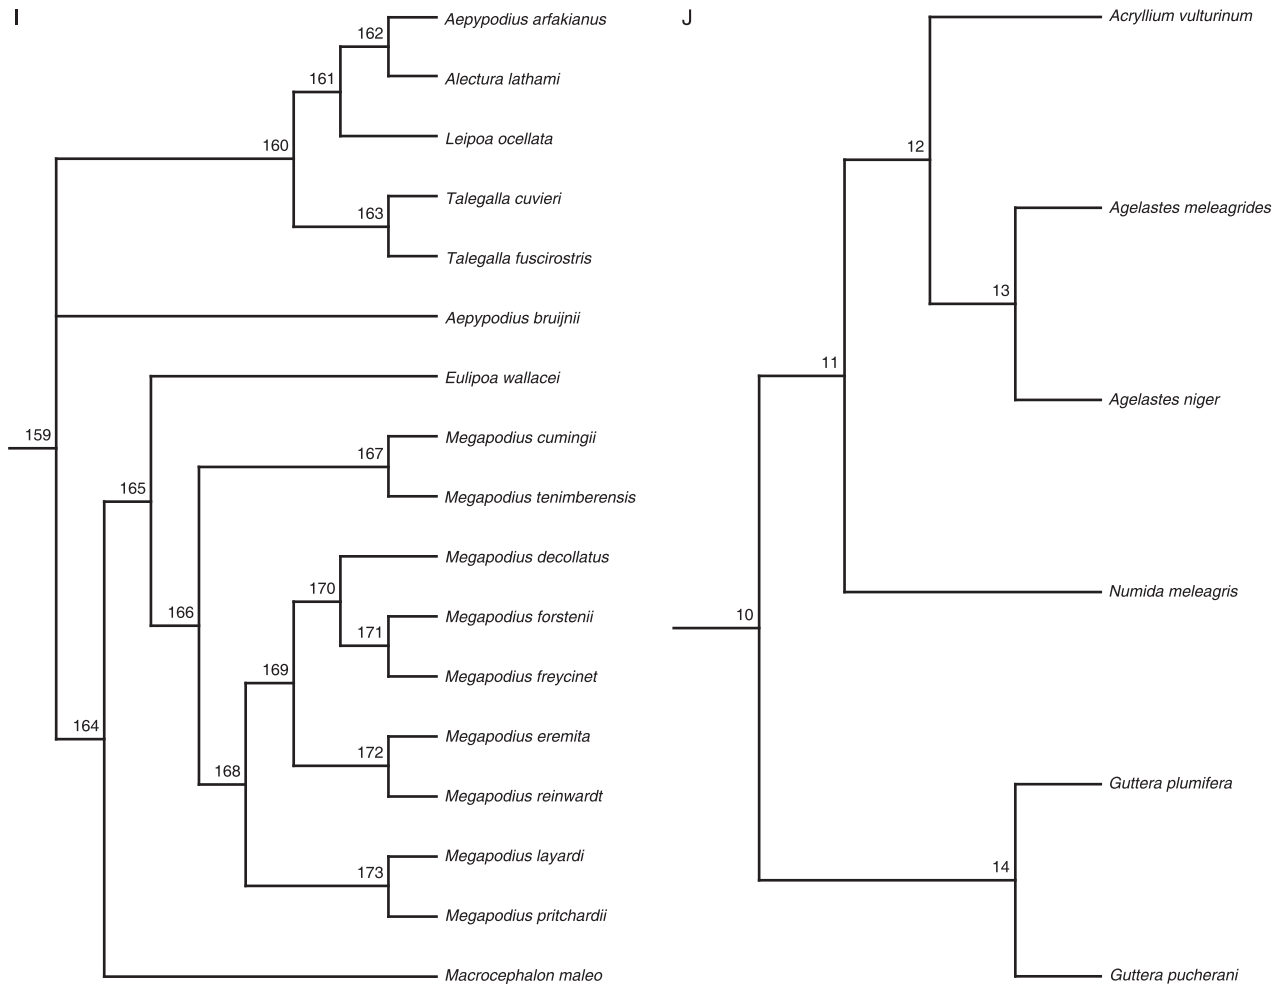 I
Aepypodius arfakianus
162
Alectura lathami
161
Leipoa ocellata
160
Talegalla cuvieri
163
Talegalla fuscirostris
Aepypodius bruijnii
Eulipoa wallacei
159
Megapodius cumingii
167
Megapodius tenimberensis
165
Megapodius decollatus
170
Megapodius forstenii
166
171
Megapodius freycinet
169
Megapodius eremita
164
172
Megapodius reinwardt
168
Megapodius layardi
173
Megapodius pritchardii
Macrocephalon maleo
J
Acryllium vulturinum
12
Agelastes meleagrides
13
11
Agelastes niger
Numida meleagris
10
Guttera plumifera
14
Guttera pucherani